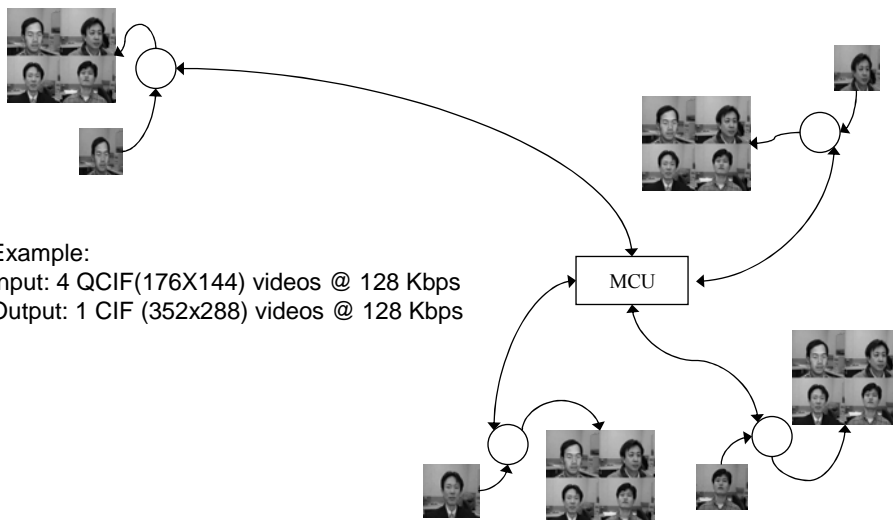 Example:
Input: 4 QCIF(176X144) videos @ 128 Kbps
Output: 1 CIF (352x288) videos @ 128 Kbps
MCU